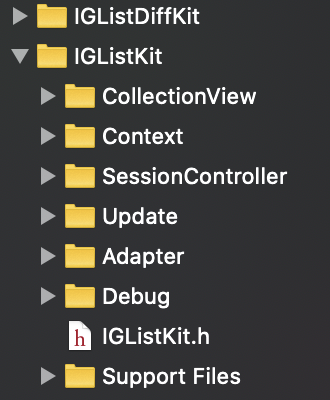 IGListDiffKit
IGListKit
CollectionView
Context
SessionController
Update
Adapter
Debug
h IGListKit.h
Support Files